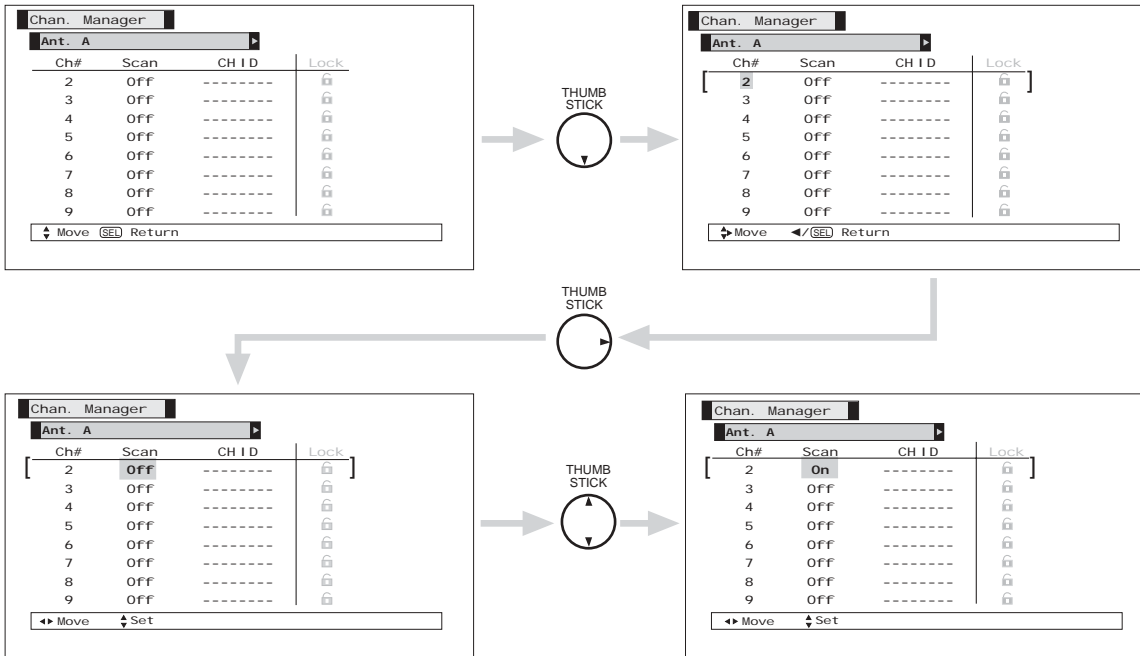 Chan. Manager
Ant. A
Ch# Scan CH ID Lock
2 Off --------
3 Off --------
4 Off --------
5 Off --------
6 Off --------
7 Off --------
8 Off --------
9 Off --------
Move SEL Return
THUMB
STICK
Chan. Manager
Ant. A
Ch# Scan CH ID Lock
[ 2 Off -------- ]
3 Off --------
4 Off --------
5 Off --------
6 Off --------
7 Off --------
8 Off --------
9 Off --------
Move ◄/SEL Return
THUMB
STICK
Chan. Manager
Ant. A
Ch# Scan CH ID Lock
[ 2 Off -------- ]
3 Off --------
4 Off --------
5 Off --------
6 Off --------
7 Off --------
8 Off --------
9 Off --------
Move Set
THUMB
STICK
Chan. Manager
Ant. A
Ch# Scan CH ID Lock
[ 2 On -------- ]
3 Off --------
4 Off --------
5 Off --------
6 Off --------
7 Off --------
8 Off --------
9 Off --------
Move Set